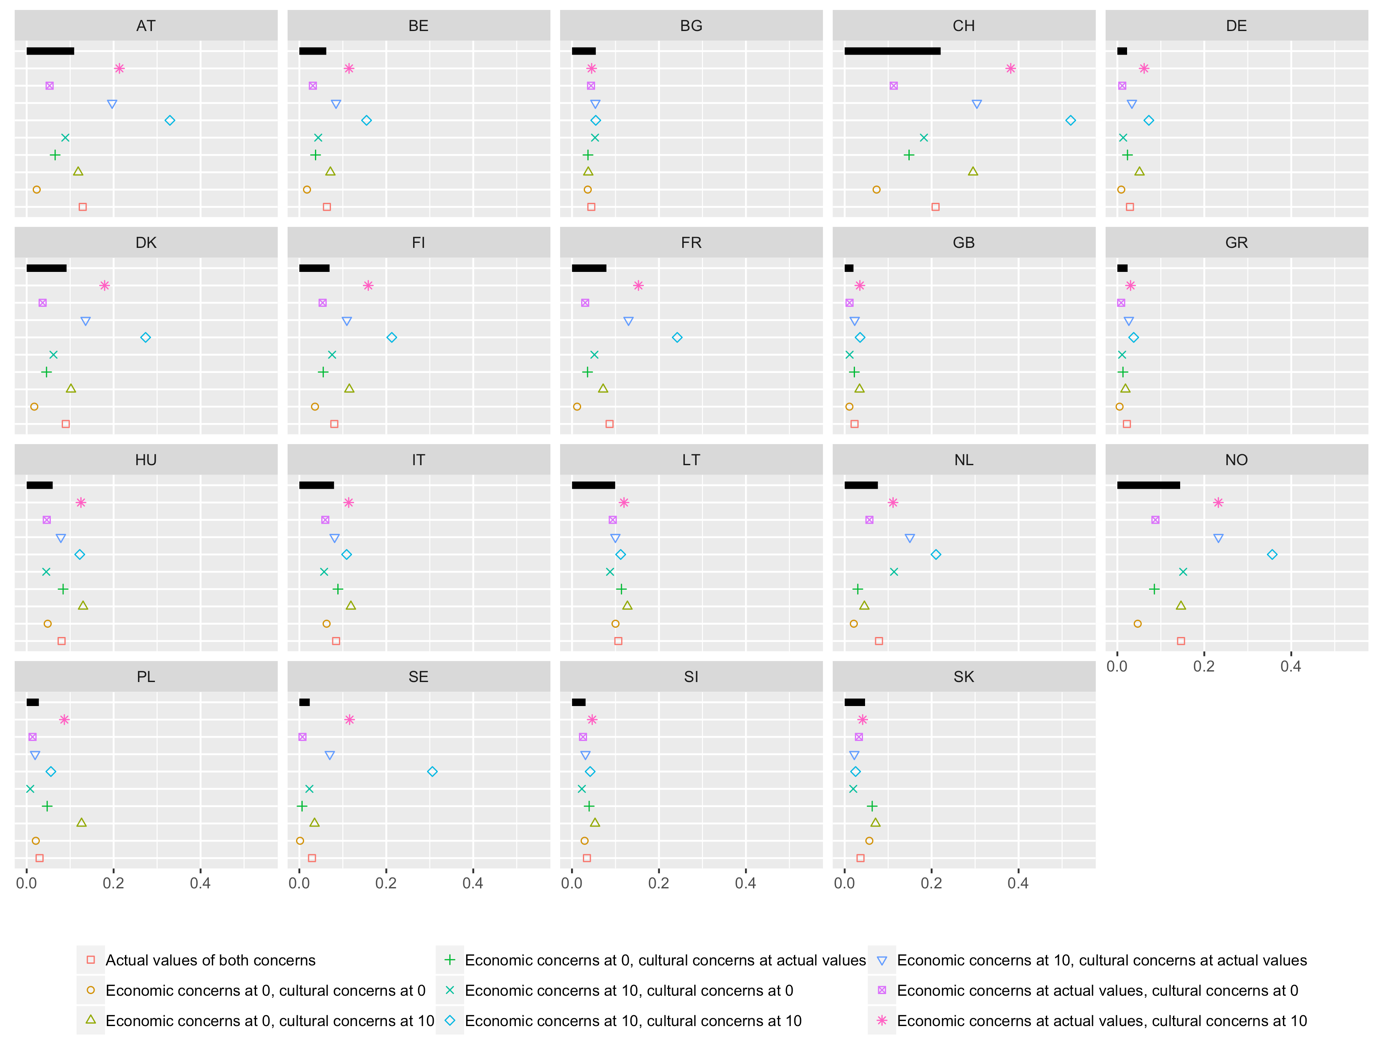 AT BE BG CH DE
DK FI FR GB GR
HU IT LT NL NO
0.0 0.2 0.4
PL SE SI SK
0.0 0.2 0.4 0.0 0.2 0.4 0.0 0.2 0.4 0.0 0.2 0.4
Actual values of both concerns Economic concerns at 0, cultural concerns at actual values Economic concerns at 10, cultural concerns at actual values
Economic concerns at 0, cultural concerns at 0 Economic concerns at 10, cultural concerns at 0 Economic concerns at actual values, cultural concerns at 0
Economic concerns at 0, cultural concerns at 10 Economic concerns at 10, cultural concerns at 10 Economic concerns at actual values, cultural concerns at 10